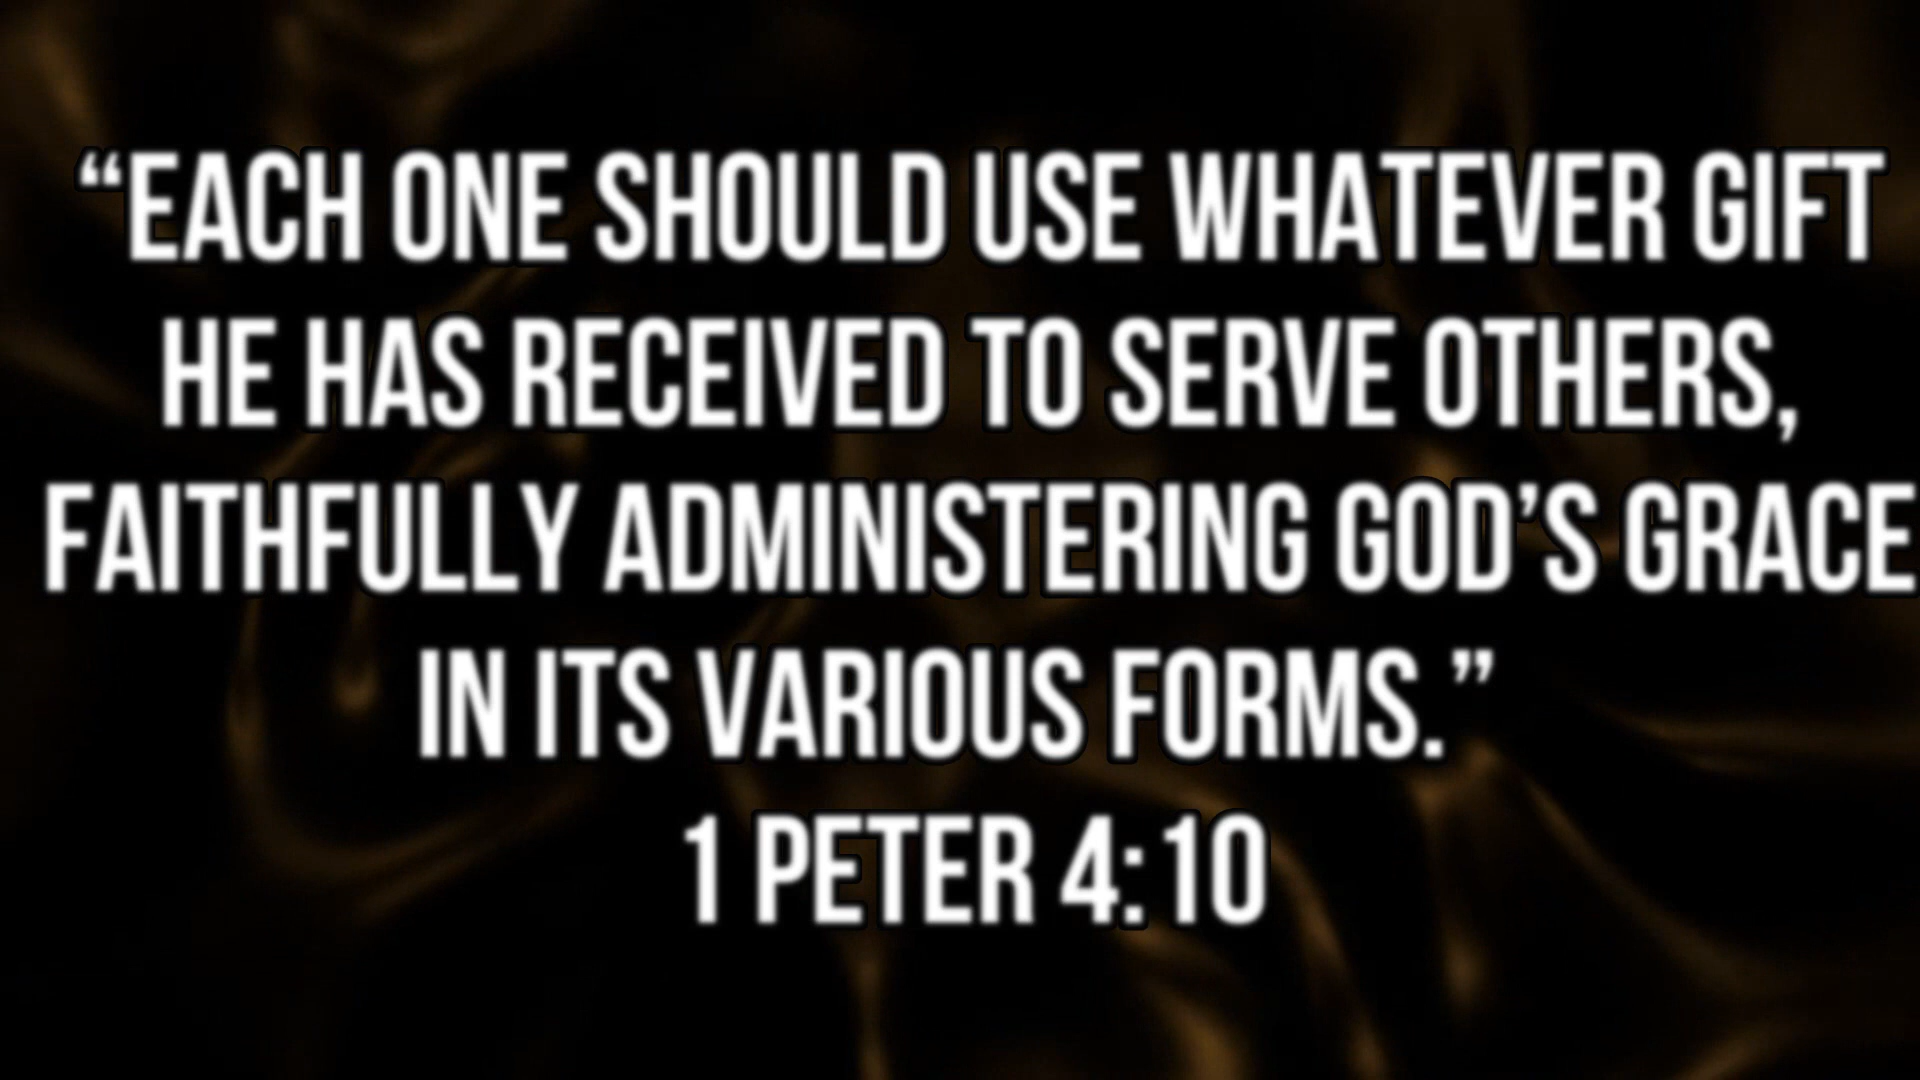 “EACH ONE SHOULD USE WHATEVER GIFT
HE HAS RECEIVED TO SERVE OTHERS,
FAITHFULLY ADMINISTERING GOD’S GRACE
IN ITS VARIOUS FORMS.”
1 PETER 4:10